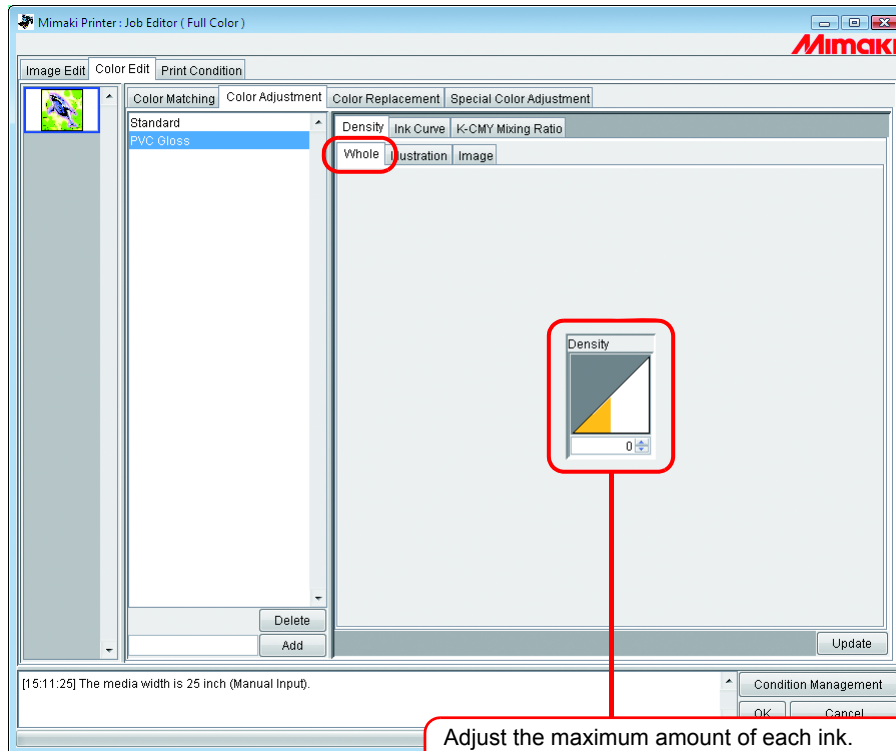 Mimaki Printer : Job Editor ( Full Color )
Mimaki
Image Edit Color Edit Print Condition
Color Matching Color Adjustment Color Replacement Special Color Adjustment
Standard
PVC Gloss
Density Ink Curve K-CMY Mixing Ratio
Whole Illustration Image
Density
0
Delete
Add
Update
[15:11:25] The media width is 25 inch (Manual Input).
Condition Management
OK Cancel
Adjust the maximum amount of each ink.